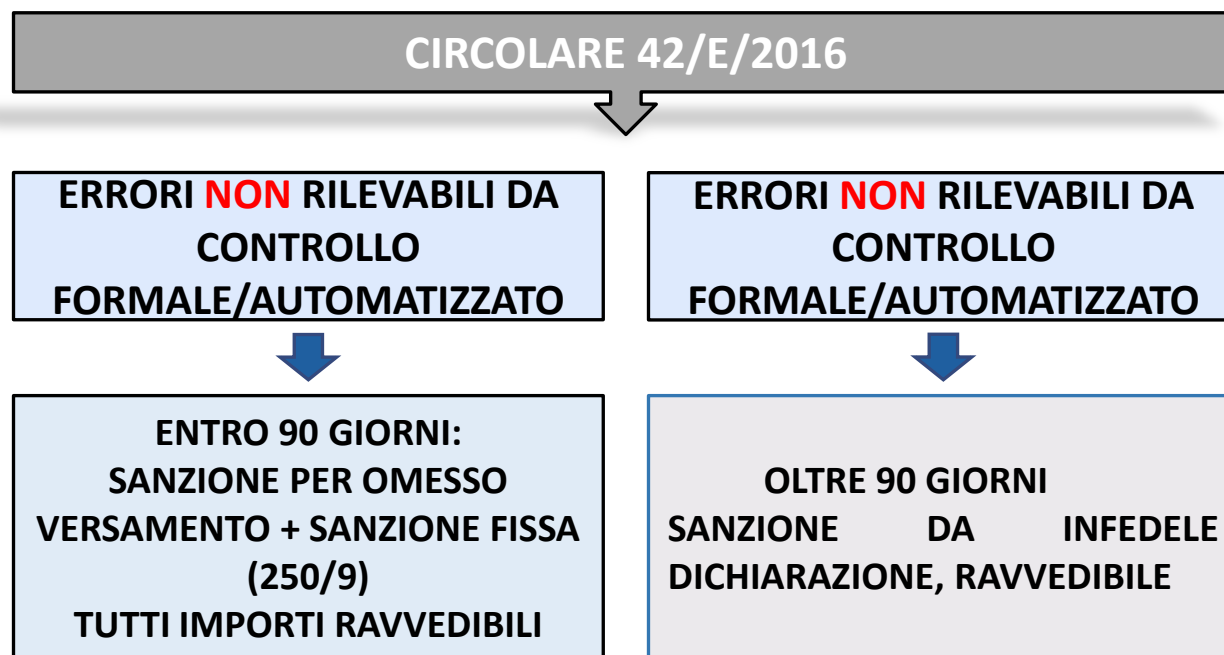 CIRCOLARE 42/E/2016
ERRORI NON RILEVABILI DA
CONTROLLO
FORMALE/AUTOMATIZZATO
ENTRO 90 GIORNI:
SANZIONE PER OMESSO
VERSAMENTO + SANZIONE FISSA
(250/9)
TUTTI IMPORTI RAVVEDIBILI
ERRORI NON RILEVABILI DA
CONTROLLO
FORMALE/AUTOMATIZZATO
OLTRE 90 GIORNI
SANZIONE DA INFEDELE
DICHIARAZIONE, RAVVEDIBILE